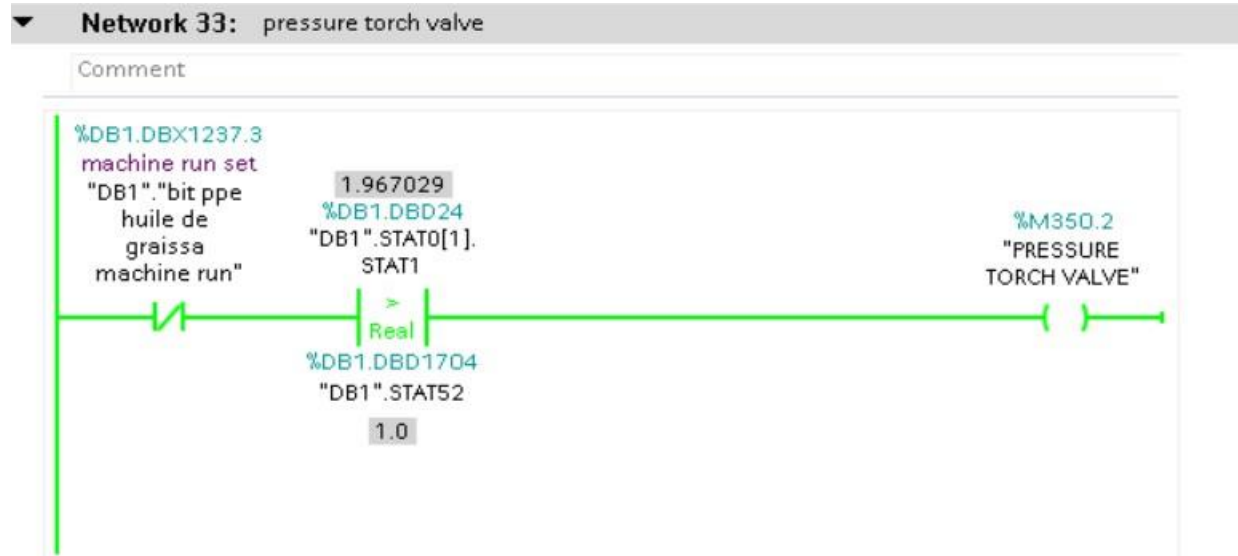 Network 33: pressure torch valve
Comment
%DB1.DBX1237.3
machine run set
"DB1"."bit ppe
huile de
graissa
machine run"
1.967029
%DB1.DBD24
"DB1".STAT0[1].
STAT1
>
Real
%DB1.DBD1704
"DB1".STAT52
1.0
%M350.2
"PRESSURE
TORCH VALVE"